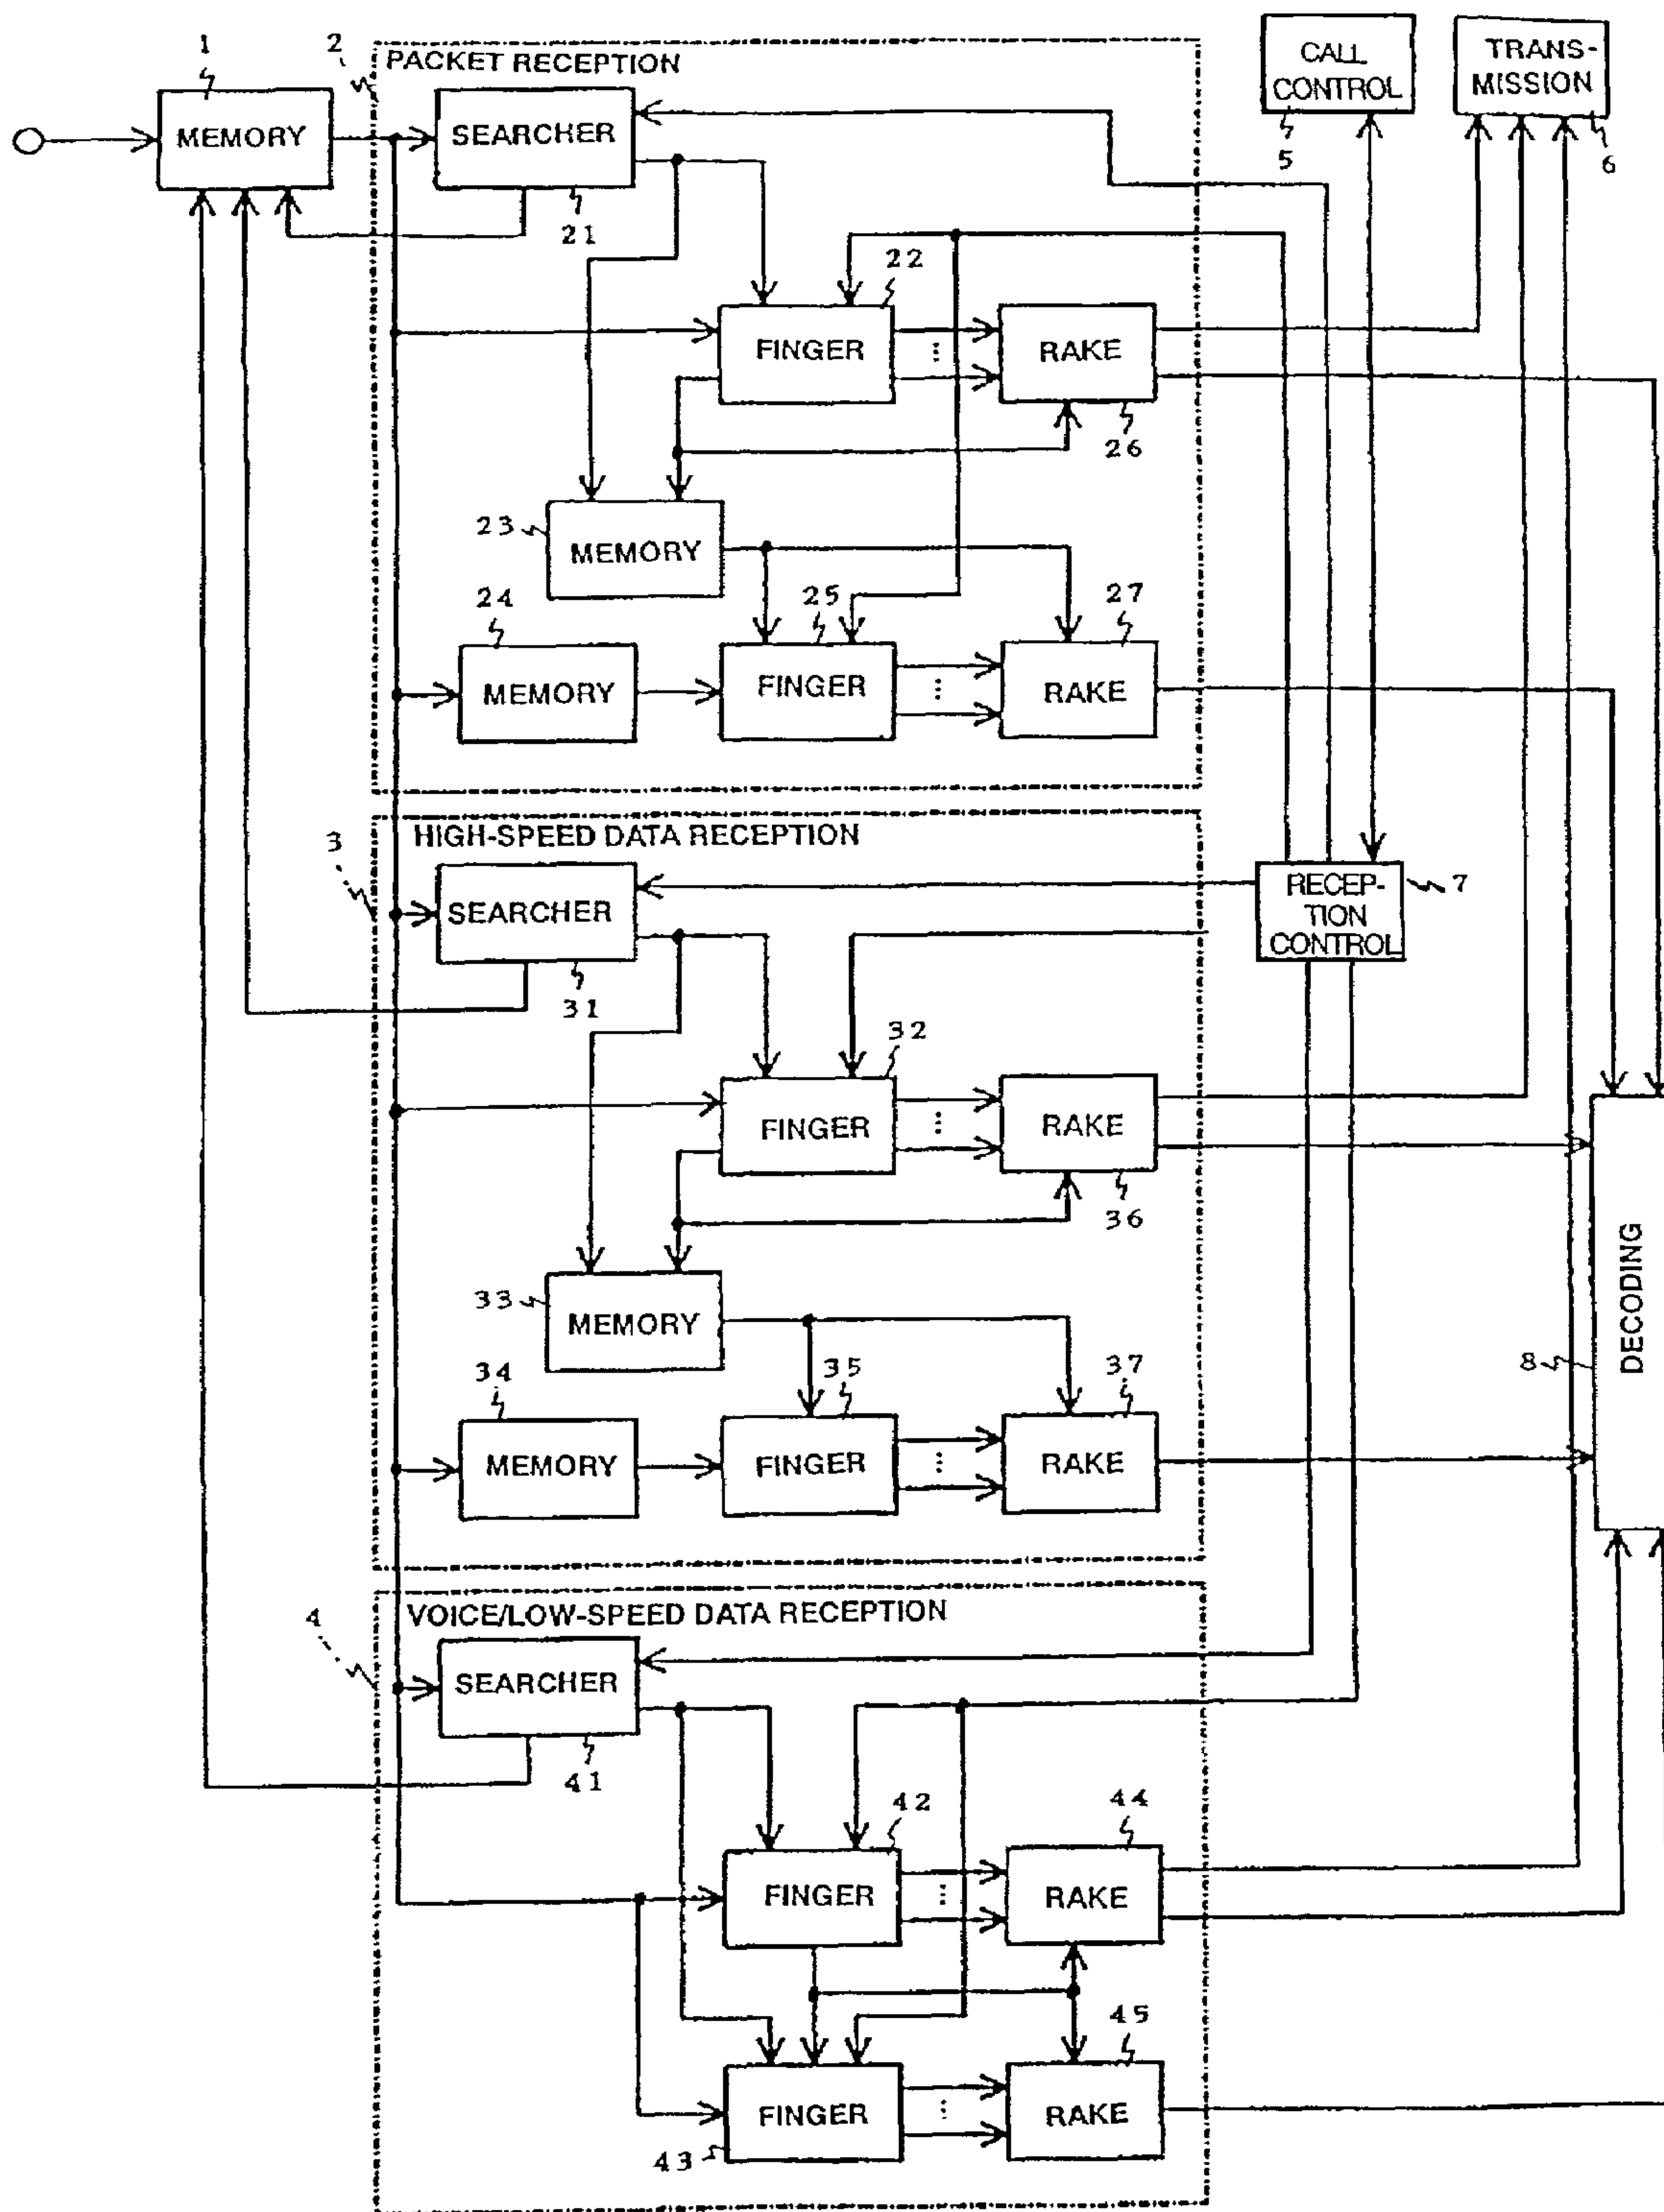 1
2
PACKET RECEPTION
CALL
CONTROL
TRANS-
MISSION
MEMORY
SEARCHER
5
6
21
22
FINGER
RAKE
26
23
MEMORY
24
25
27
MEMORY
FINGER
RAKE
3
HIGH-SPEED DATA RECEPTION
SEARCHER
RECEP-
TION
CONTROL
7
31
32
FINGER
RAKE
36
33
MEMORY
DECODING
8
34
35
37
MEMORY
FINGER
RAKE
4
VOICE/LOW-SPEED DATA RECEPTION
SEARCHER
41
42
44
FINGER
RAKE
45
FINGER
RAKE
43